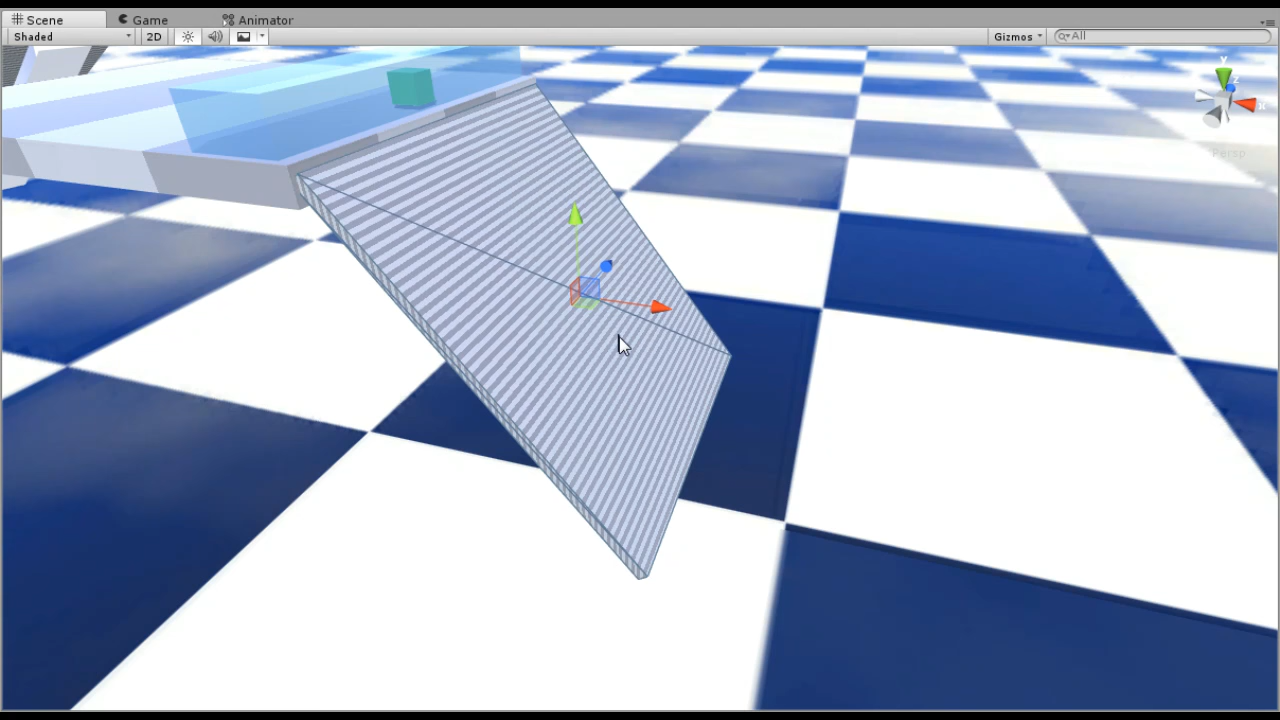 Scene Game Animator
Shaded 2D Gizmos All
y
z
x
Persp